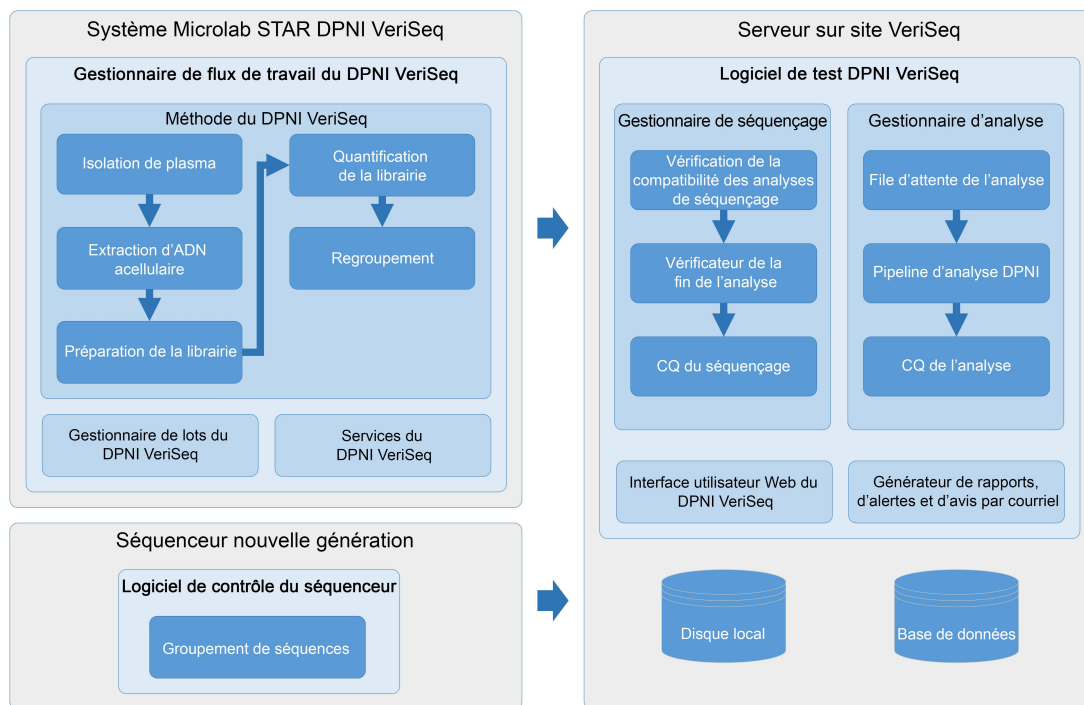 Système Microlab STAR DPNI VeriSeq
Gestionnaire de flux de travail du DPNI VeriSeq
Méthode du DPNI VeriSeq
Isolation de plasma
Extraction d’ADN
acellulaire
Préparation de la librairie
Quantification
de la librairie
Regroupement
Gestionnaire de lots du
DPNI VeriSeq
Services du
DPNI VeriSeq
Séquenceur nouvelle génération
Logiciel de contrôle du séquenceur
Groupement de séquences
Serveur sur site VeriSeq
Logiciel de test DPNI VeriSeq
Gestionnaire de séquençage
Vérification de la
compatibilité des analyses
de séquençage
Vérificateur de la
fin de l’analyse
CQ du séquençage
Gestionnaire d’analyse
File d’attente de l’analyse
Pipeline d’analyse DPNI
CQ de l’analyse
Interface utilisateur Web du
DPNI VeriSeq
Générateur de rapports,
d’alertes et d’avis par courriel
Disque local
Base de données